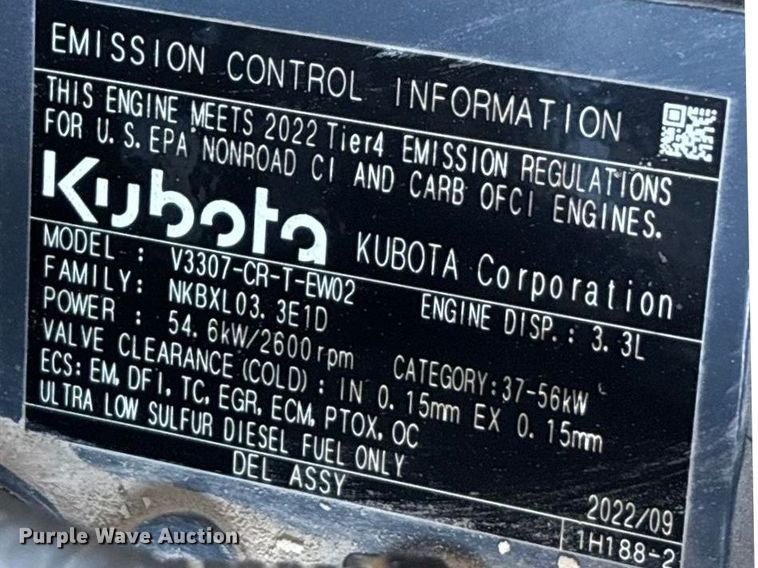 EMISSION CONTROL INFORMATION
THIS ENGINE MEETS 2022 Tier4 EMISSION REGULATIONS
FOR U.S.EPA NONROAD CI AND CARB OFCI ENGINES.
Kubota KUBOTA Corporation
MODEL : V3307-CR-T-EW02 ENGINE DISP.: 3.3L
FAMILY: NKBXL03.3E1D
POWER : 54.6kW/2600rpm CATEGORY:37-56kW
VALVE CLEARANCE(COLD): IN 0.15mm EX 0.15mm
ECS: EM,DFI,TC,EGR,ECM,PTOX,OC
ULTRA LOW SULFUR DIESEL FUEL ONLY
DEL ASSY 2022/09
1H188-2
Purple Wave Auction